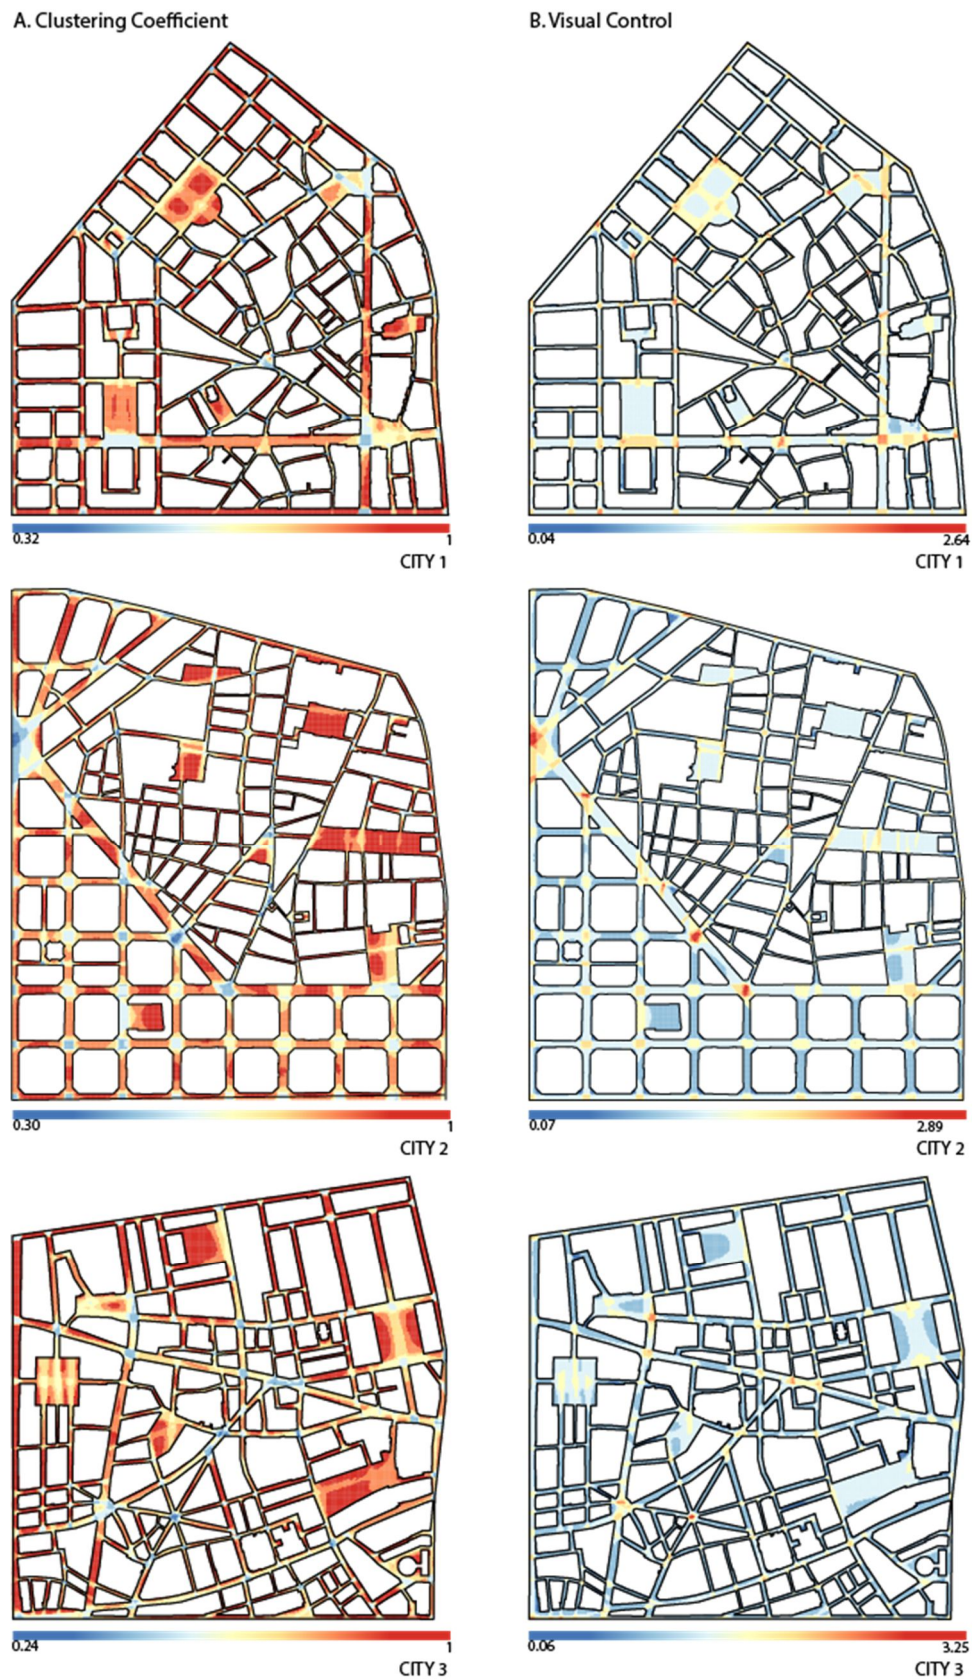 A. Clustering Coefficient
B. Visual Control
0.32 1
CITY 1
0.04 2.64
CITY 1
0.30 1
CITY 2
0.07 2.89
CITY 2
0.24 1
CITY 3
0.06 3.25
CITY 3